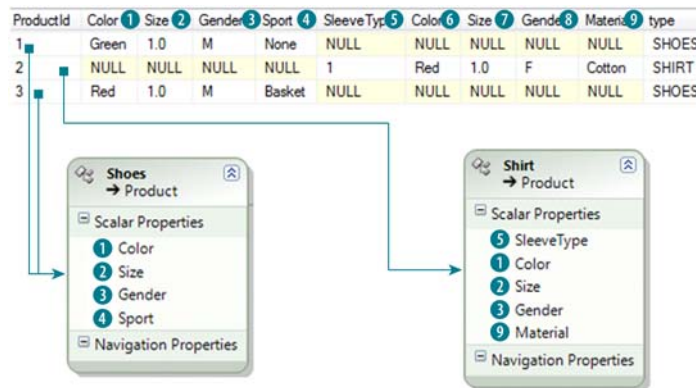 ProductId Color 1 Size 2 Gender 3 Sport 4 SleeveTyp 5 Color 6 Size 7 Gende 8 Materia 9 type
1 Green 1.0 M None NULL NULL NULL NULL NULL SHOES
2 NULL NULL NULL NULL 1 Red 1.0 F Cotton SHIRT
3 Red 1.0 M Basket NULL NULL NULL NULL NULL SHOES
Shoes
→ Product
Scalar Properties
1 Color
2 Size
3 Gender
4 Sport
Navigation Properties
Shirt
→ Product
Scalar Properties
5 SleeveType
1 Color
2 Size
3 Gender
9 Material
Navigation Properties